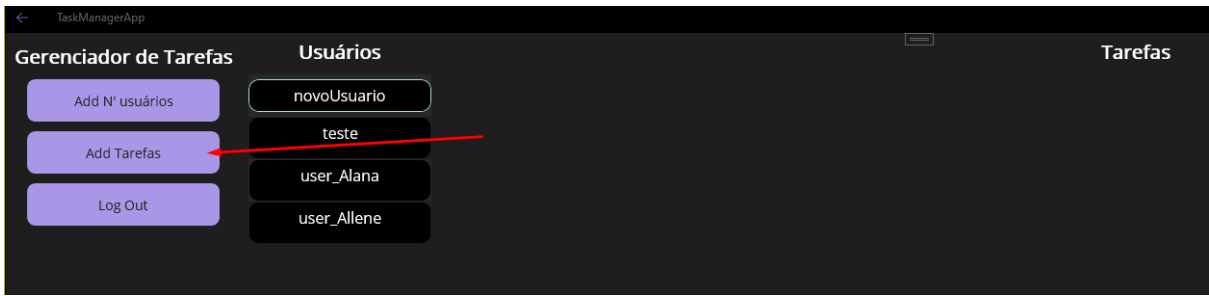 TaskManagerApp
Gerenciador de Tarefas
Add N' usuários
Add Tarefas
Log Out
Usuários
novoUsuario
teste
user_Alana
user_Allene
Tarefas